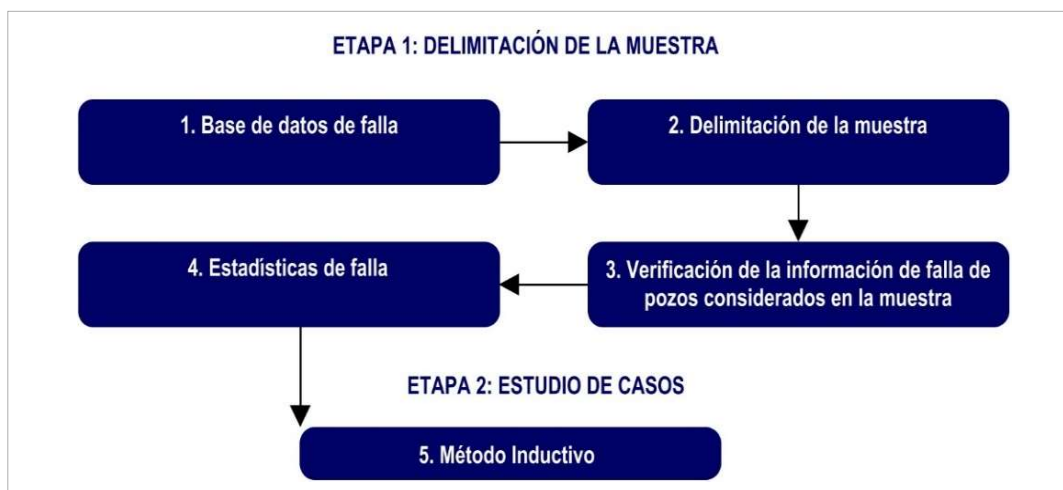 ETAPA 1: DELIMITACIÓN DE LA MUESTRA
1. Base de datos de falla
2. Delimitación de la muestra
4. Estadísticas de falla
3. Verificación de la información de falla de
pozos considerados en la muestra
ETAPA 2: ESTUDIO DE CASOS
5. Método Inductivo